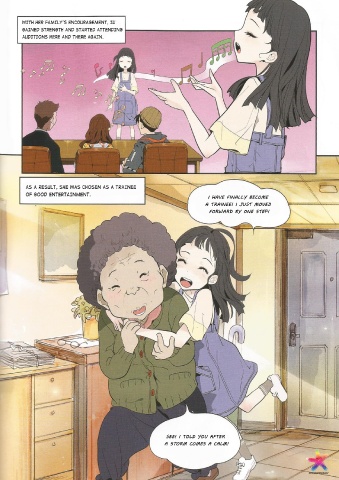 WITH HER FAMILY'S ENCOURAGEMENT, IU
GAINED STRENGTH AND STARTED ATTENDING
AUDITIONS HERE AND THERE AGAIN.
AS A RESULT, SHE WAS CHOSEN AS A TRAINEE
OF GOOD ENTERTAINMENT.
I HAVE FINALLY BECOME
A TRAINEE! I JUST MOVED
FORWARD BY ONE STEP!
SEE! I TOLD YOU AFTER
A STORM COMES A CALM!